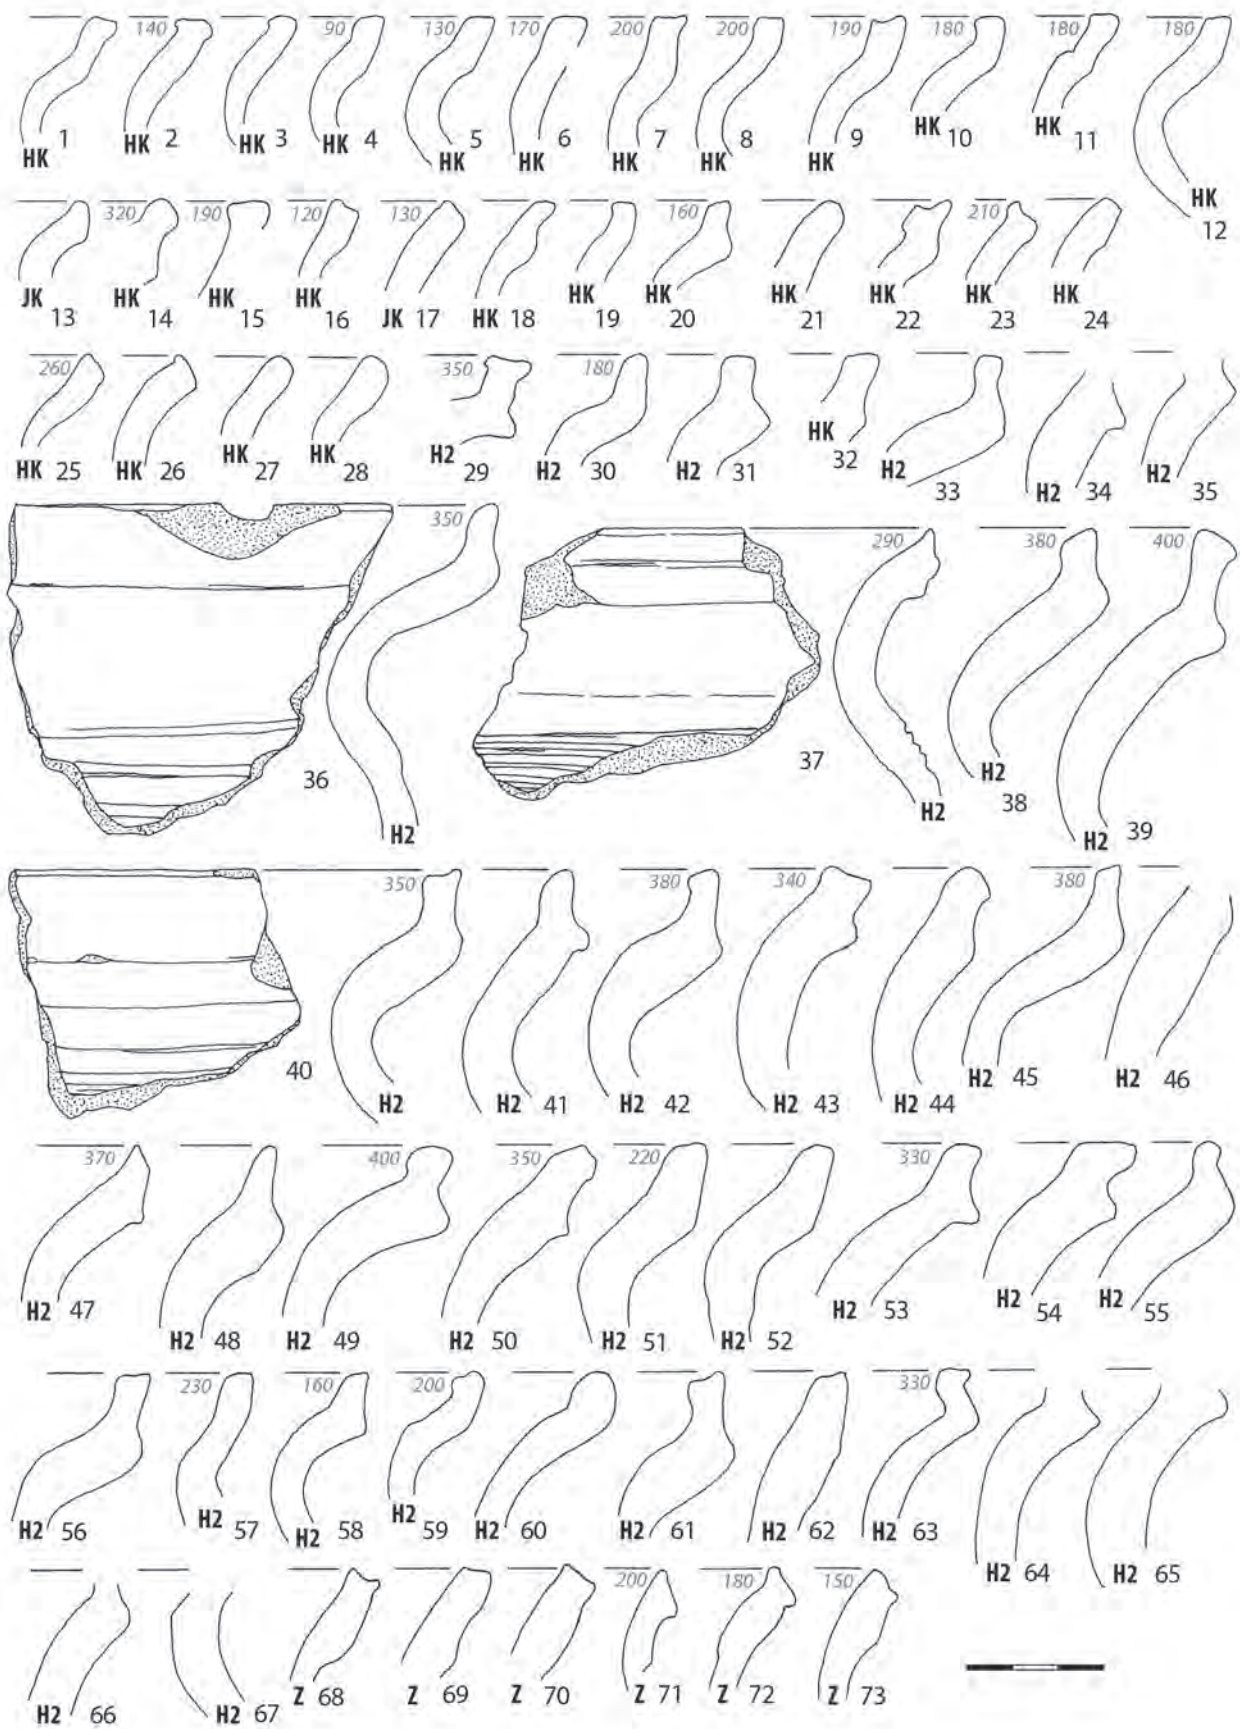 140 90 130 170 200 200 190 180 180 180
HK 1 HK 2 HK 3 HK 4 HK 5 HK 6 HK 7 HK 8 HK 9 HK 10 HK 11 HK 12
320 190 120 130 160 210
JK 13 HK 14 HK 15 HK 16 JK 17 HK 18 HK 19 HK 20 HK 21 HK 22 HK 23 HK 24
260 350 180
HK 25 HK 26 HK 27 HK 28 H2 29 H2 30 H2 31 HK 32 H2 33 H2 34 H2 35
350 290 380 400
36 H2 37 H2 H2 38 H2 39
350 380 340 380
40 H2 H2 41 H2 42 H2 43 H2 44 H2 45 H2 46
370 400 350 220 330
H2 47 H2 48 H2 49 H2 50 H2 51 H2 52 H2 53 H2 54 H2 55
230 160 200 330
H2 56 H2 57 H2 58 H2 59 H2 60 H2 61 H2 62 H2 63 H2 64 H2 65
200 180 150
H2 66 H2 67 Z 68 Z 69 Z 70 Z 71 Z 72 Z 73